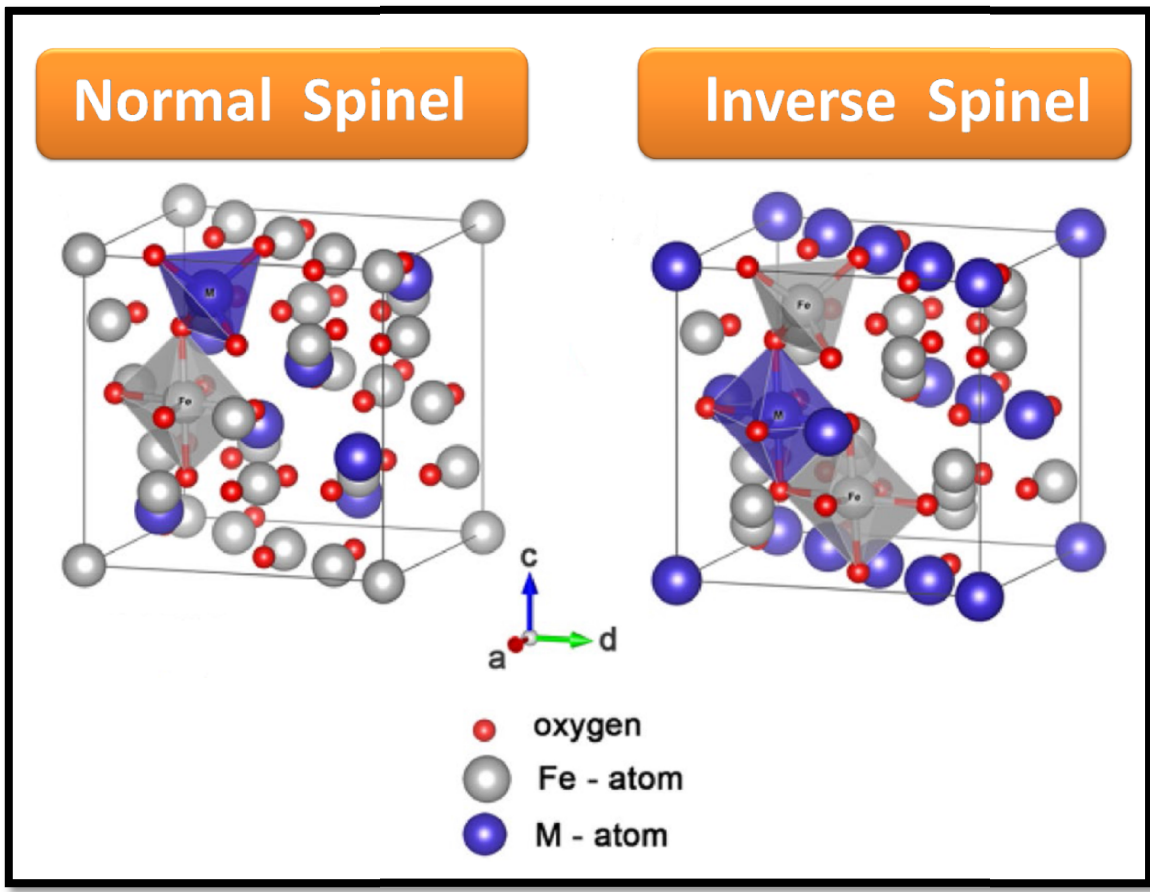 Normal Spinel
Inverse Spinel
M
Fe
Fe
M
Fe
c
a
d
oxygen
Fe - atom
M - atom